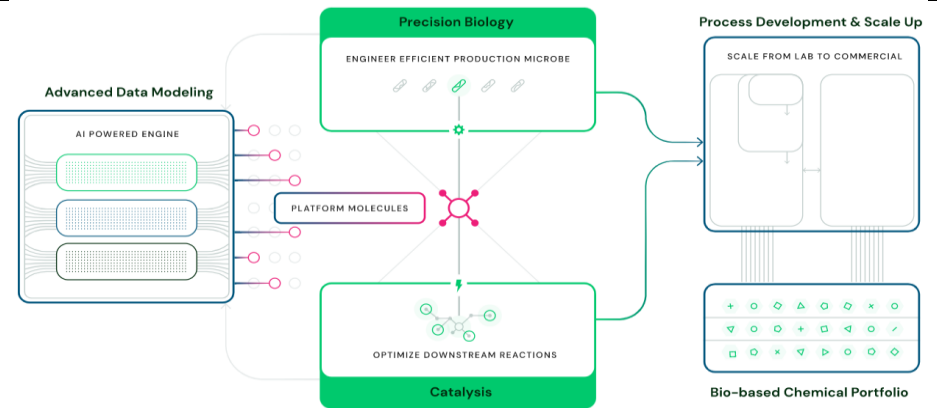 Precision Biology
Process Development & Scale Up
ENGINEER EFFICIENT PRODUCTION MICROBE
SCALE FROM LAB TO COMMERCIAL
Advanced Data Modeling
AI POWERED ENGINE
PLATFORM MOLECULES
OPTIMIZE DOWNSTREAM REACTIONS
Catalysis
Bio-based Chemical Portfolio